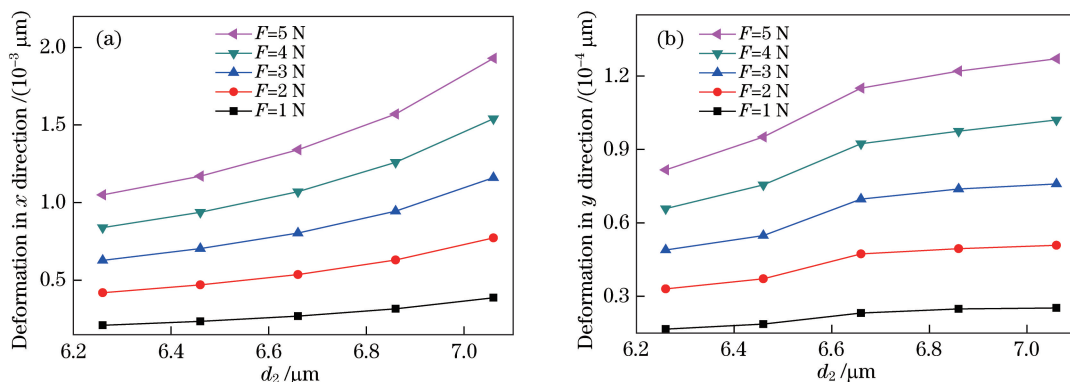 (a)
F=5 N
F=4 N
F=3 N
F=2 N
F=1 N
2.0
1.5
1.0
0.5
6.2 6.4 6.6 6.8 7.0
d₂ /μm
Deformation in x direction /(10⁻³ μm)
(b)
F=5 N
F=4 N
F=3 N
F=2 N
F=1 N
1.2
0.9
0.6
0.3
6.2 6.4 6.6 6.8 7.0
d₂ /μm
Deformation in y direction /(10⁻⁴ μm)